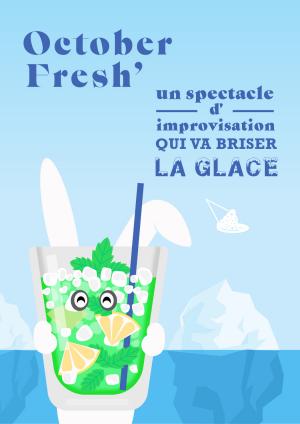 October
Fresh'
un spectacle
d'
improvisation
QUI VA BRISER
LA GLACE